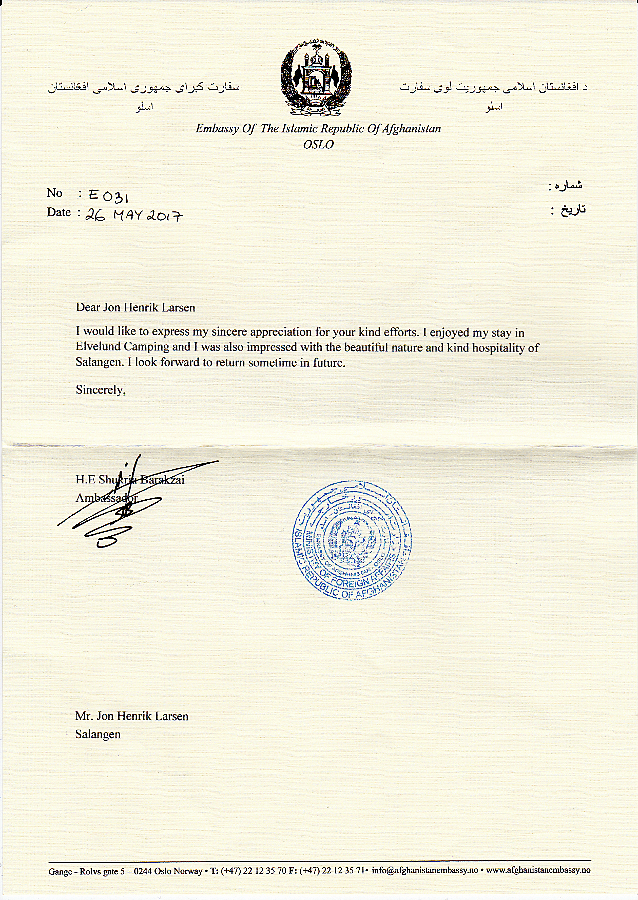 سفارت کبرای جمهوری اسلامی افغانستان
اسلو
د افغانستان اسلامی جمهوریت لوی سفارت
اسلو
Embassy Of The Islamic Republic Of Afghanistan
OSLO
No : E031
Date : 26 MAY 2017
شماره :
تاریخ :
Dear Jon Henrik Larsen
I would like to express my sincere appreciation for your kind efforts. I enjoyed my stay in
Elvelund Camping and I was also impressed with the beautiful nature and kind hospitality of
Salangen. I look forward to return sometime in future.
Sincerely,
H.E Shukria Barakzai
Ambassador
MINISTRY OF FOREIGN AFFAIRS
ISLAMIC REPUBLIC OF AFGHANISTAN
Mr. Jon Henrik Larsen
Salangen
Gange - Rolvs gate 5 – 0244 Oslo Norway • T: (+47) 22 12 35 70 F: (+47) 22 12 35 71• info@afghanistanembassy.no • www.afghanistanembassy.no